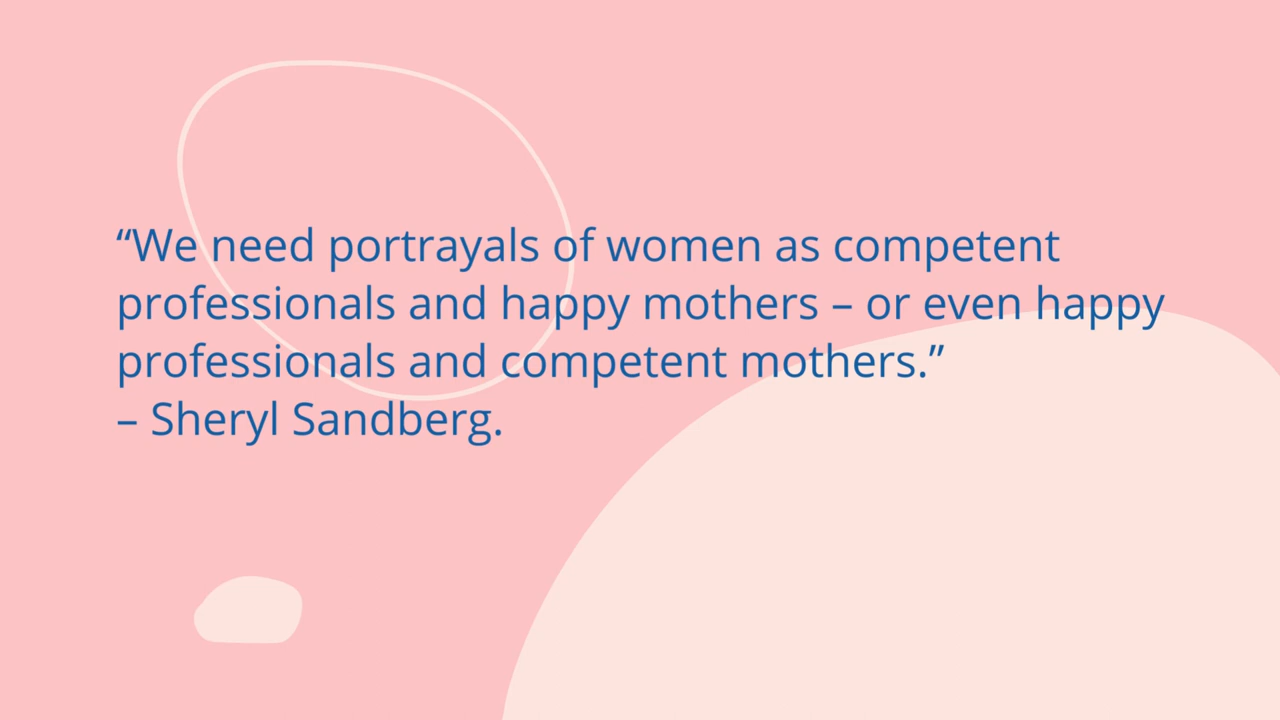 “We need portrayals of women as competent
professionals and happy mothers – or even happy
professionals and competent mothers.”
– Sheryl Sandberg.